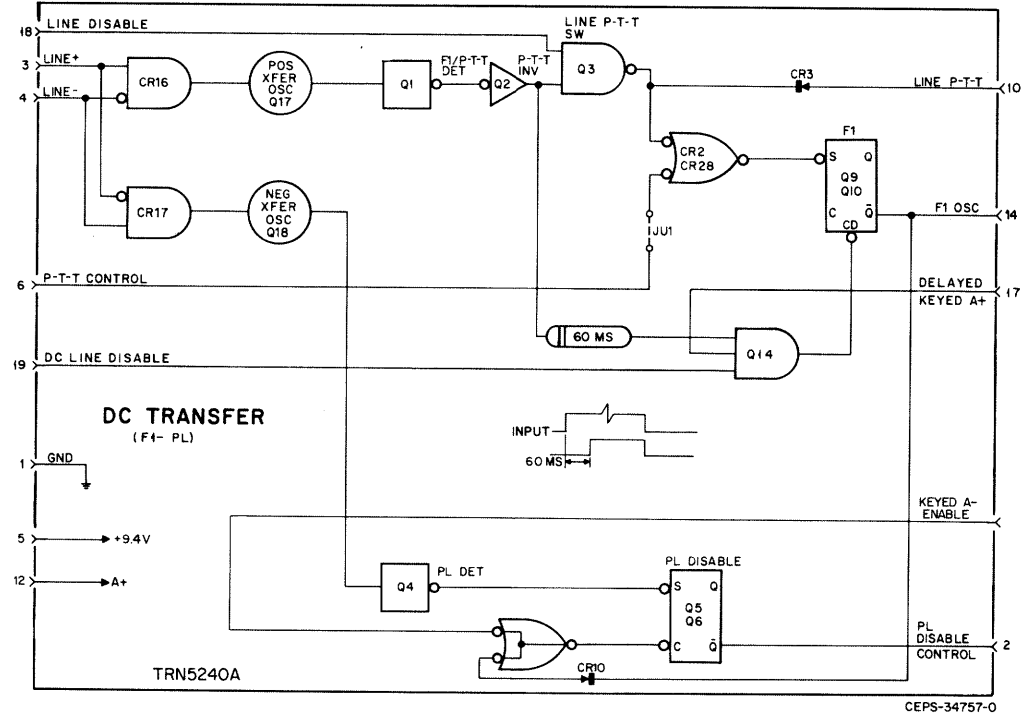 LINE P-T-T
SW
18 LINE DISABLE
3 LINE+
4 LINE-
CR16
POS
XFER
OSC
Q17
Q1
F1/P-T-T
DET
Q2
P-T-T
INV
Q3
CR3
LINE P-T-T 10
CR2
CR28
F1
S Q
Q9
Q10
C Q̄
CD
F1 OSC 14
CR17
NEG
XFER
OSC
Q18
JU1
6 P-T-T CONTROL
DELAYED
KEYED A+ 17
60 MS
Q14
19 DC LINE DISABLE
DC TRANSFER
(F1- PL)
INPUT
60 MS
1 GND
5 +9.4V
12 A+
KEYED A-
ENABLE
PL DET
Q4
PL DISABLE
S Q
Q5
Q6
C Q̄
PL
DISABLE
CONTROL 2
CR10
TRN5240A
CEPS-34757-0